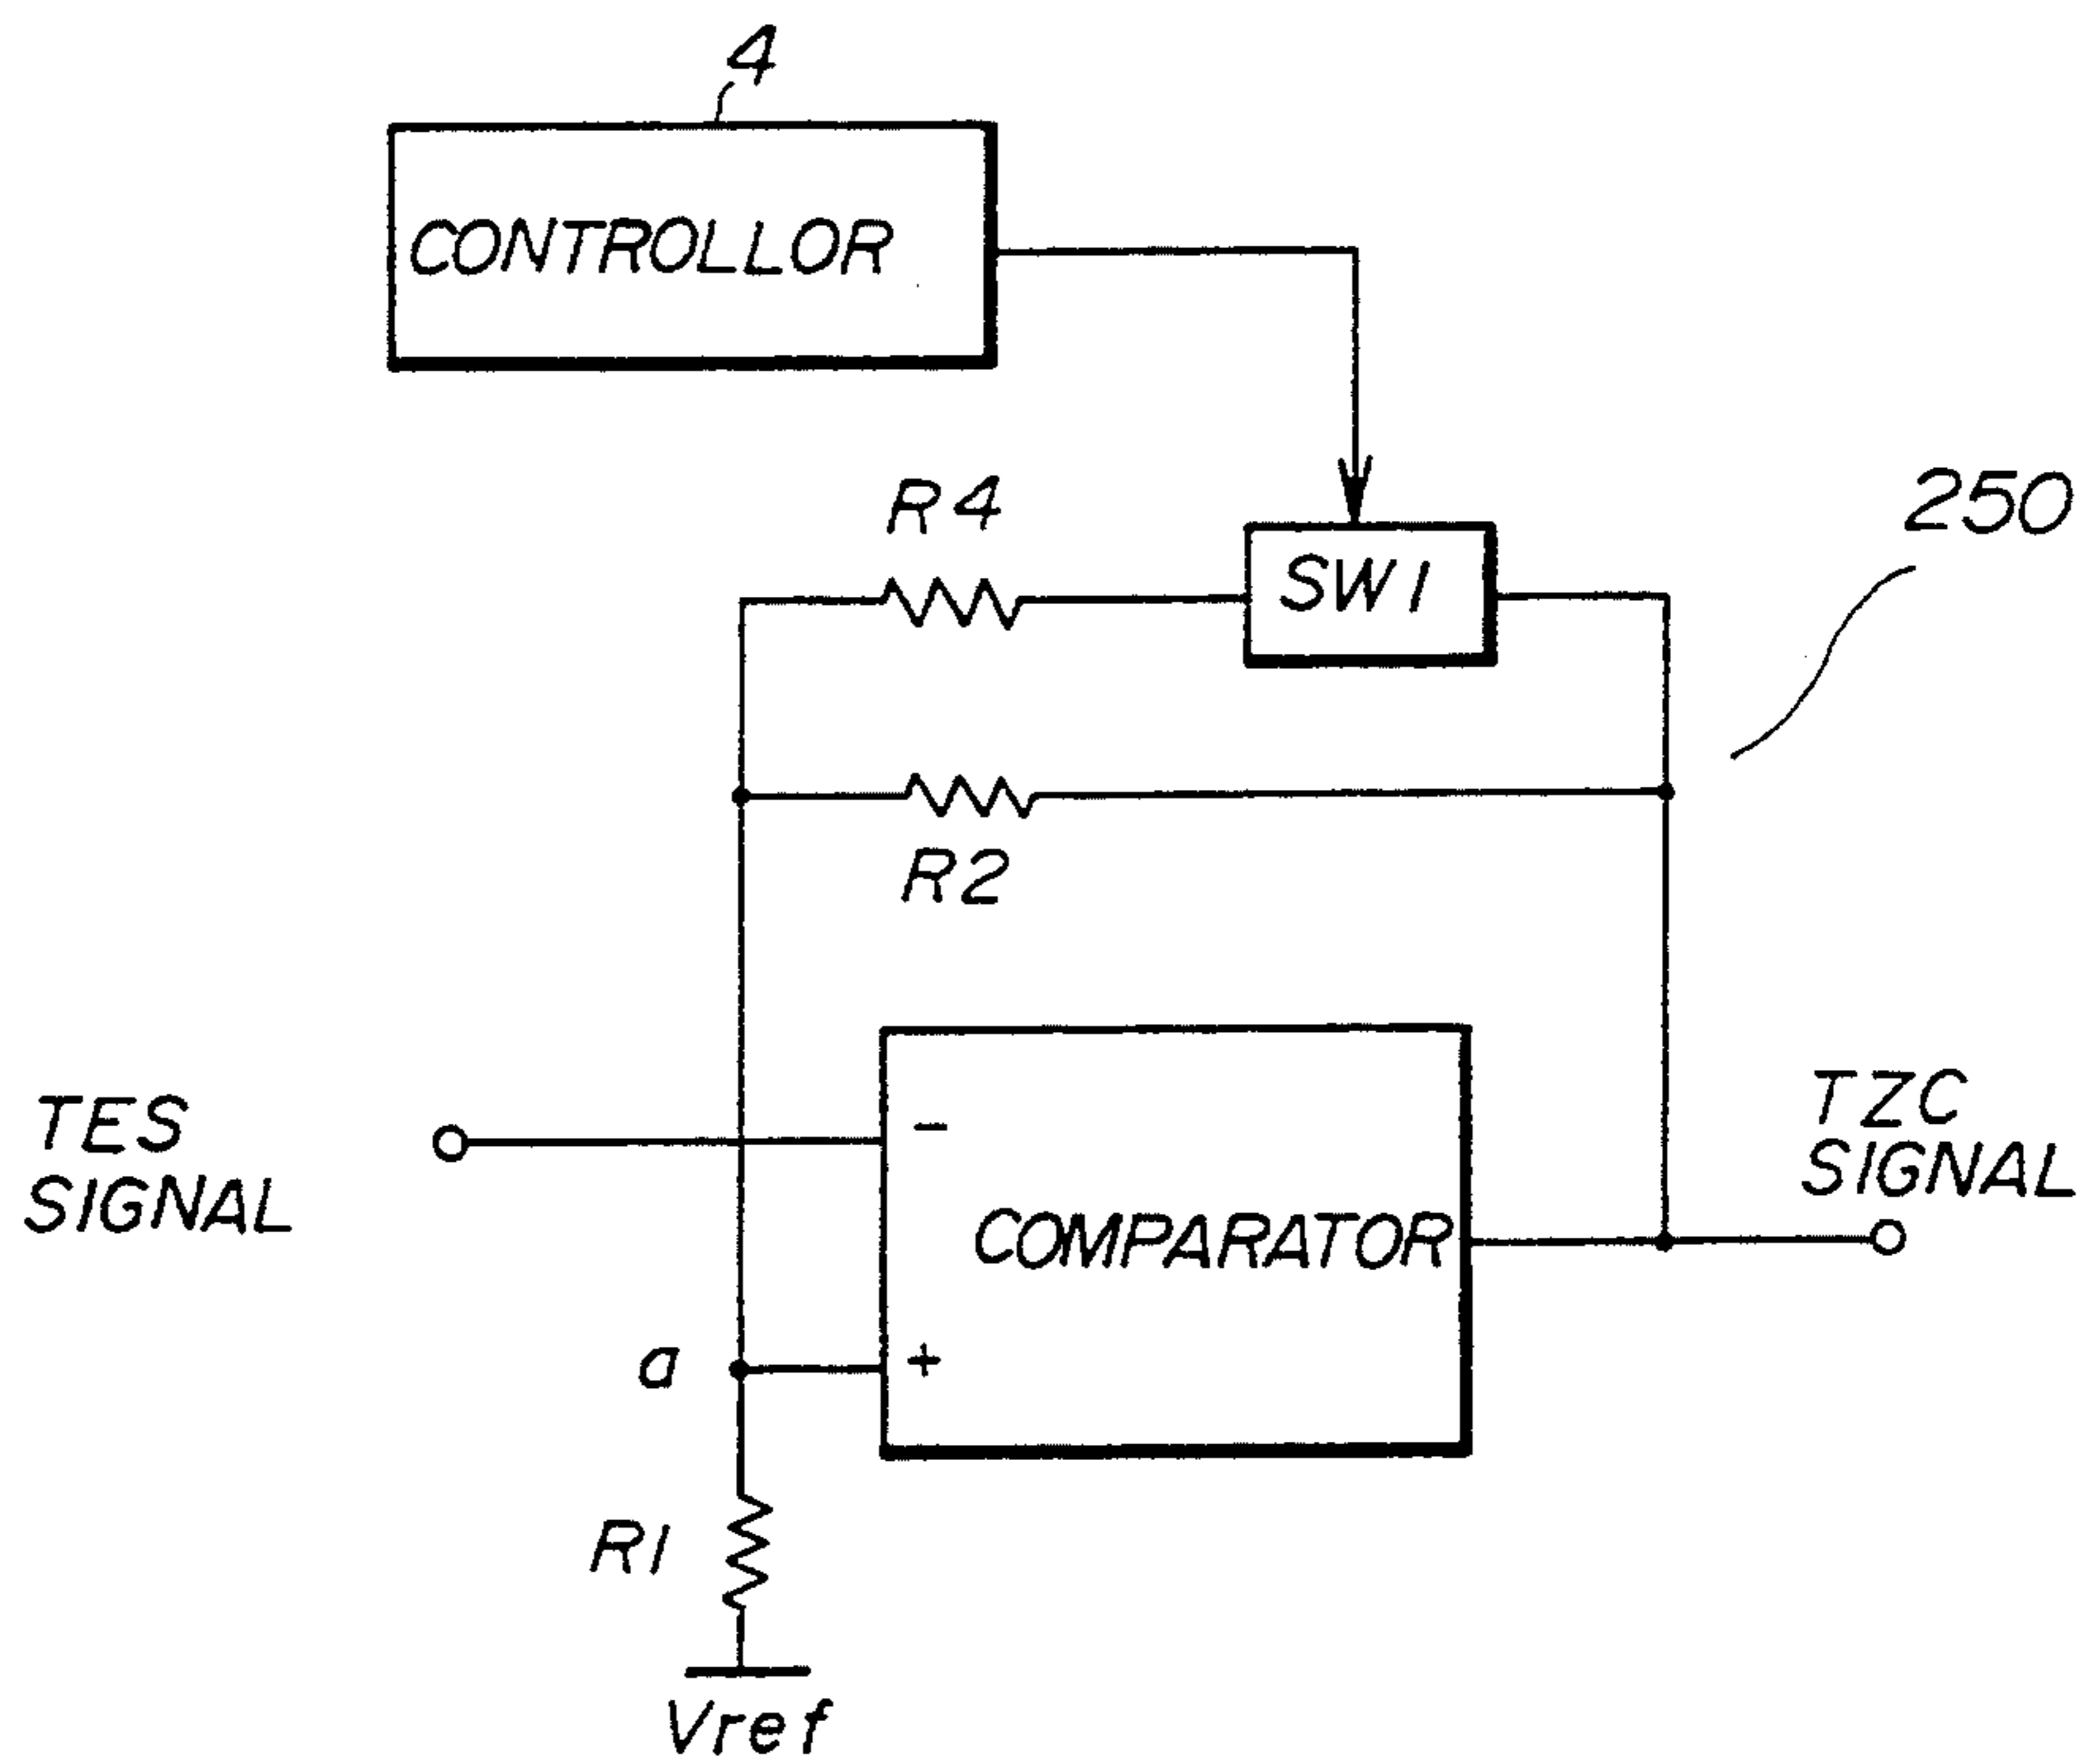 4
CONTROLLOR
R4
SW1
250
R2
TES
SIGNAL
-
COMPARATOR
TZC
SIGNAL
a
+
R1
Vref